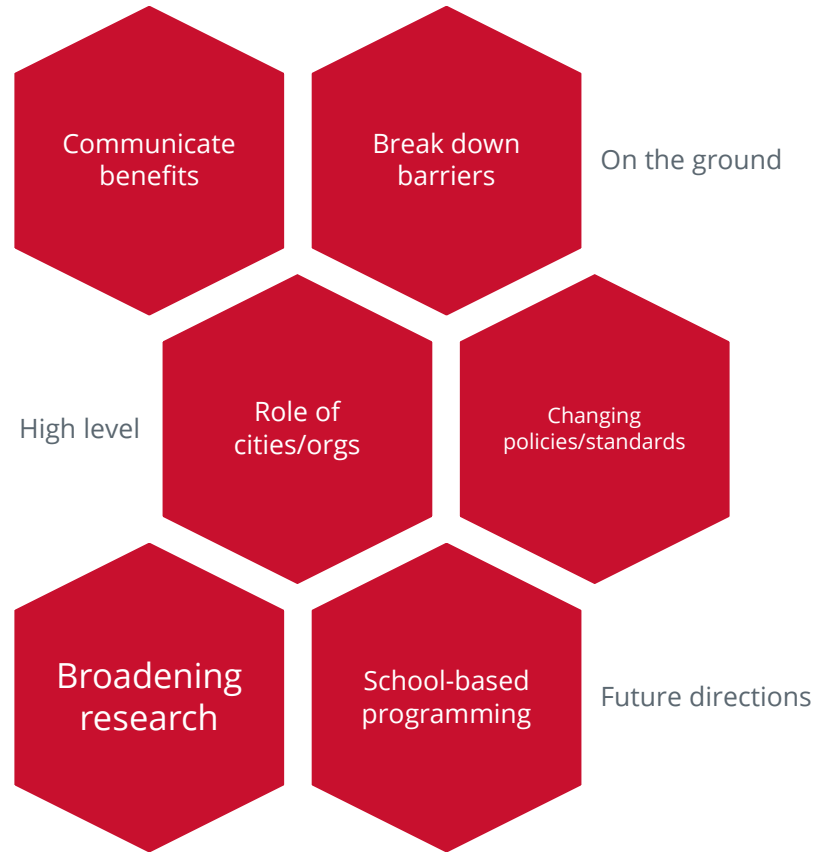 Communicate
benefits
Break down
barriers
On the ground
High level
Role of
cities/orgs
Changing
policies/standards
Broadening
research
School-based
programming
Future directions